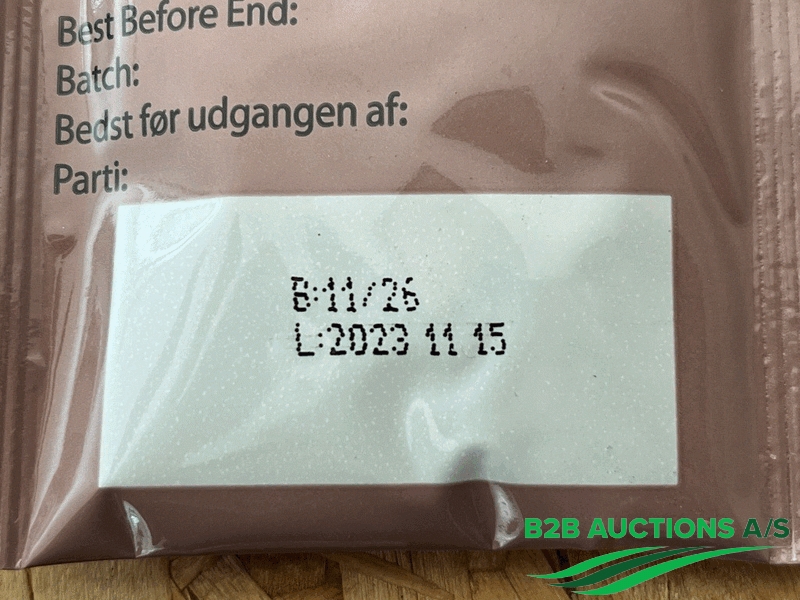 Best Before End:
Batch:
Bedst før udgangen af:
Parti:
B:11/26
L:2023 11 15
B2B AUCTIONS A/S